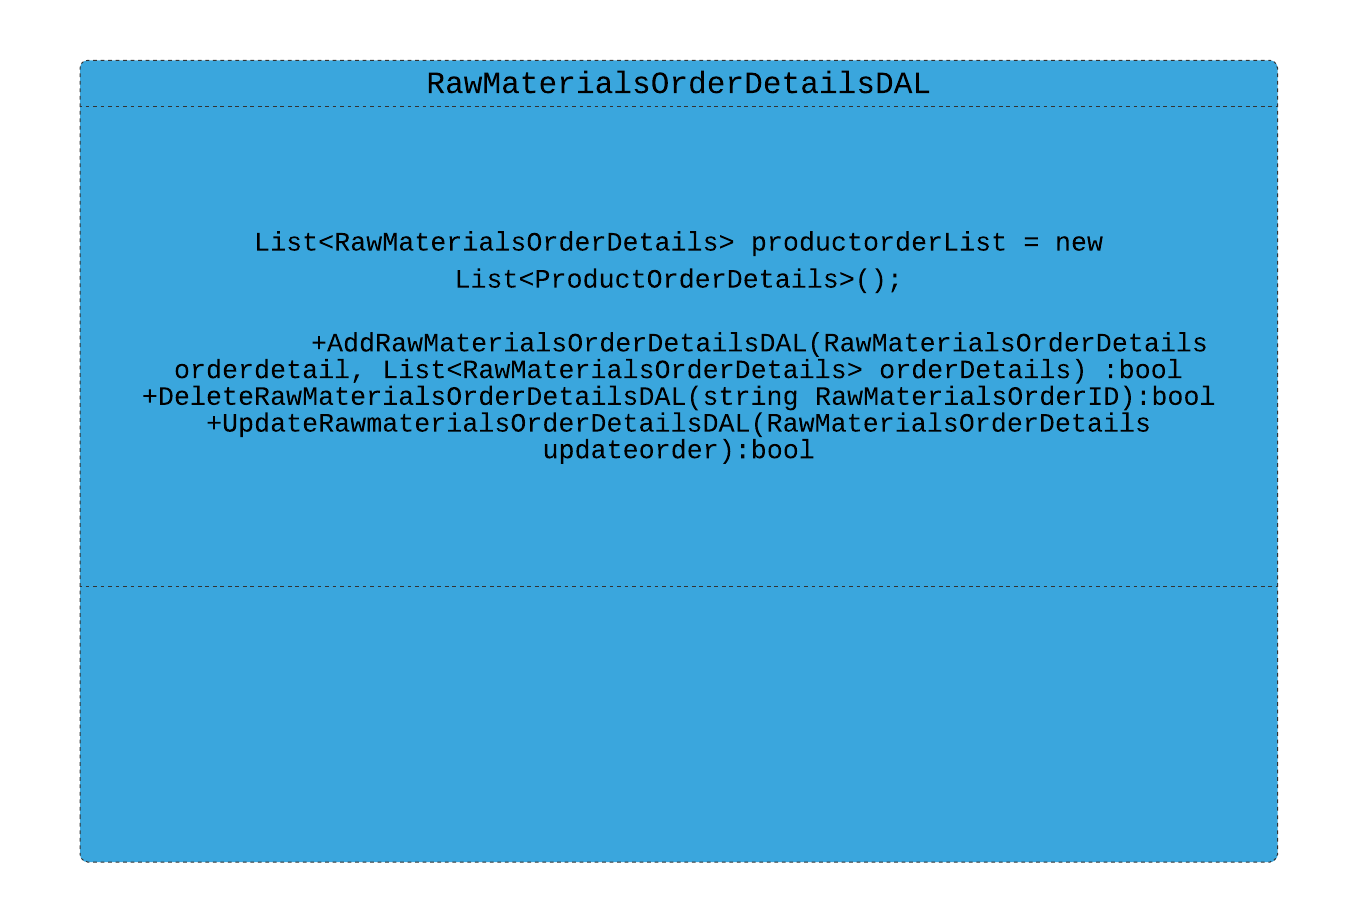 RawMaterialsOrderDetailsDAL
List<RawMaterialsOrderDetails> productorderList = new
List<ProductOrderDetails>();
+AddRawMaterialsOrderDetailsDAL(RawMaterialsOrderDetails
orderdetail, List<RawMaterialsOrderDetails> orderDetails) :bool
+DeleteRawMaterialsOrderDetailsDAL(string RawMaterialsOrderID):bool
+UpdateRawmaterialsOrderDetailsDAL(RawMaterialsOrderDetails
updateorder):bool